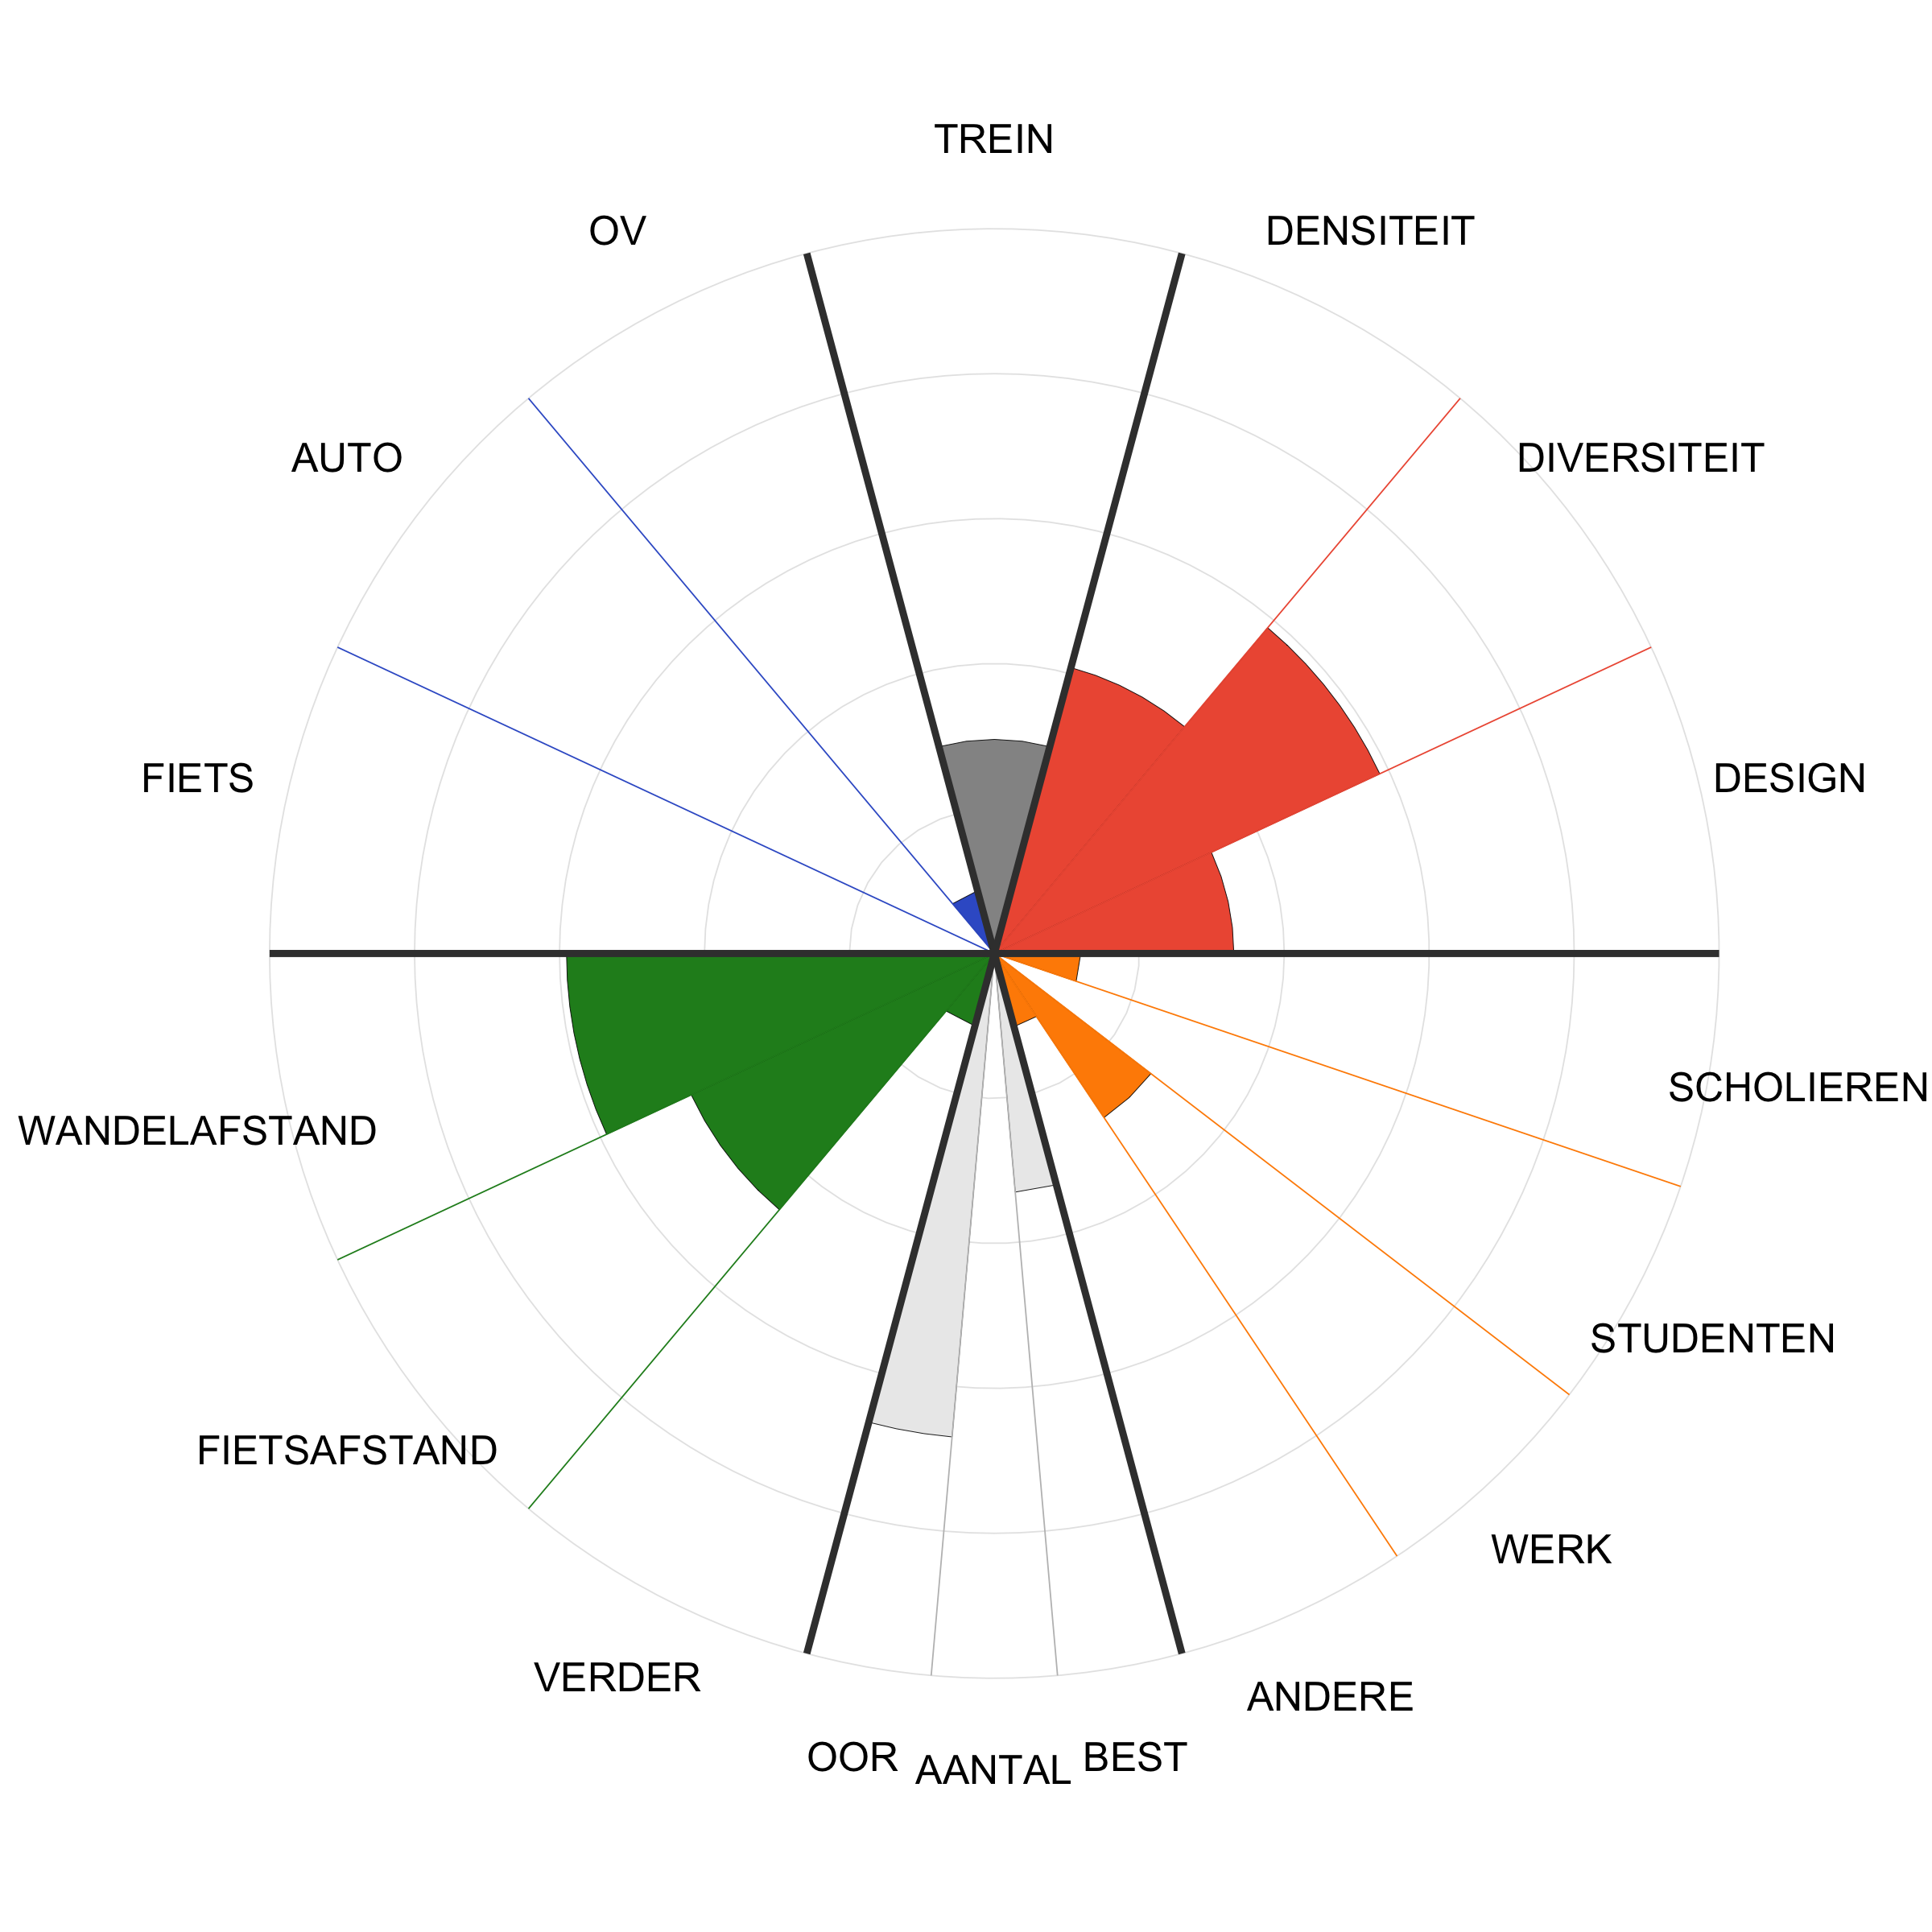 TREIN
OV
DENSITEIT
AUTO
DIVERSITEIT
FIETS
DESIGN
SCHOLIEREN
WANDELAFSTAND
STUDENTEN
FIETSAFSTAND
WERK
VERDER
ANDERE
OOR
AANTAL
BEST